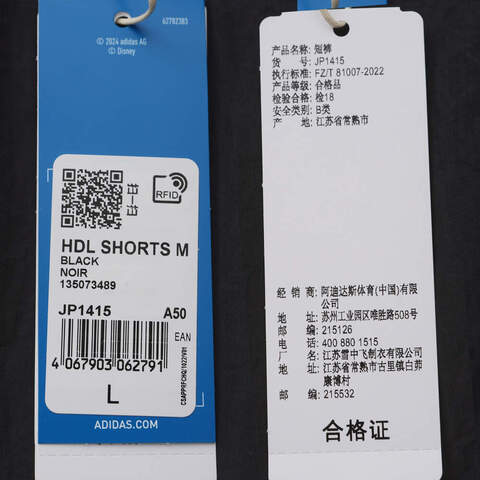 62782385
© 2024 adidas AG
© Disney
RFID
扫一扫
HDL SHORTS M
BLACK
NOIR
135073489
JP1415 A50
EAN
4 067903 062791
L
ADIDAS.COM
产品名称: 短裤
货 号: JP1415
执行标准: FZ/T 81007-2022
产品等级: 合格品
检验合格: 检18
安全类别: B类
产 地: 江苏省常熟市
经 销 商: 阿迪达斯体育(中国)有限
公司
地 址: 苏州工业园区唯胜路508号
邮 编: 215126
电 话: 400 880 1515
厂 名: 江苏雪中飞制衣有限公司
地 址: 江苏省常熟市古里镇白茆
康博村
邮 编: 215532
合格证